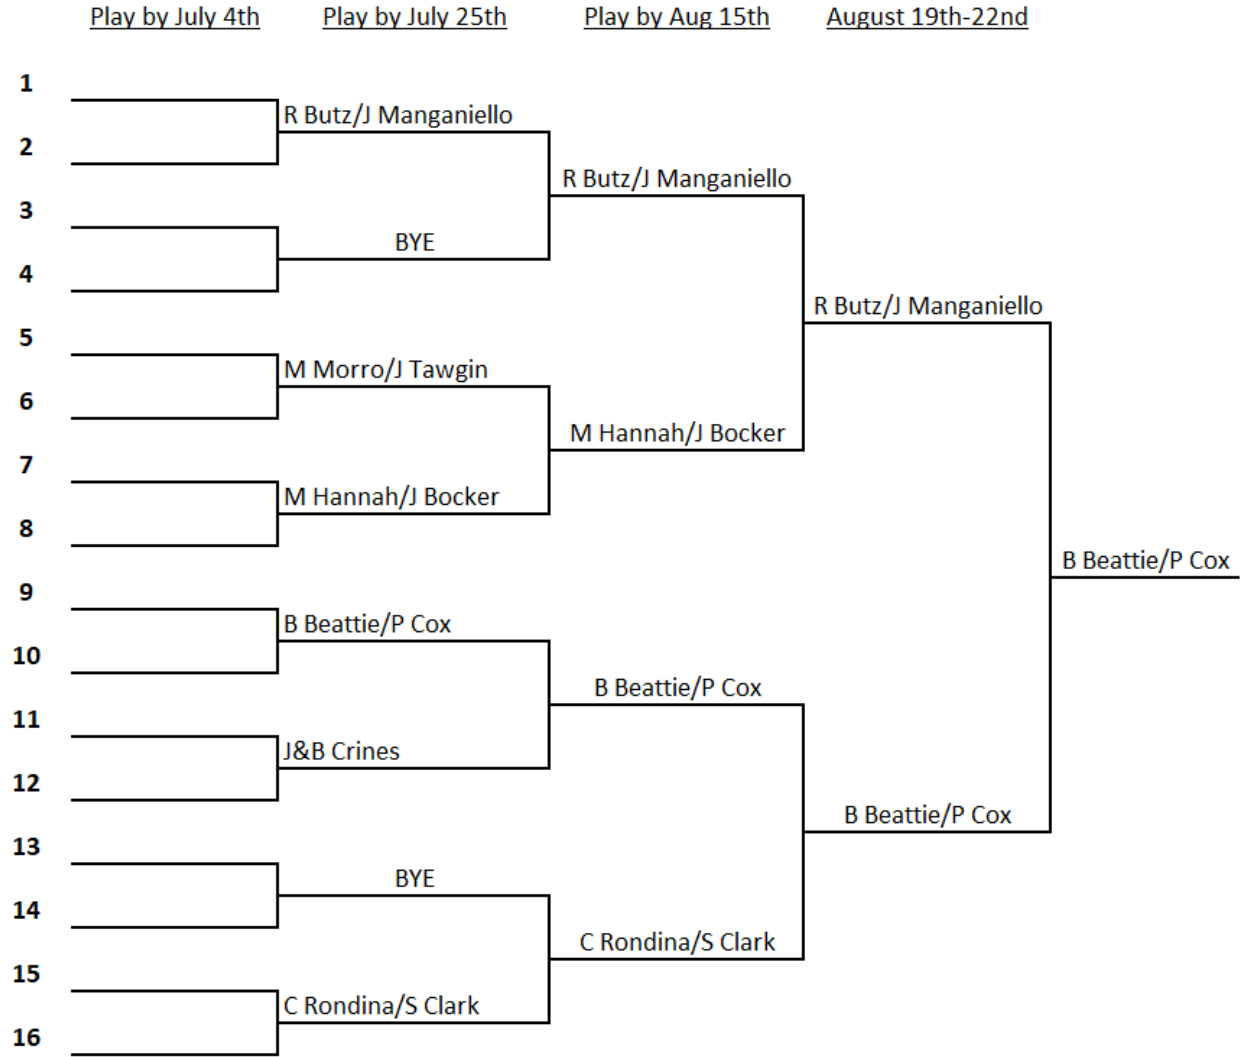 Play by July 4th Play by July 25th Play by Aug 15th August 19th-22nd
1
R Butz/J Manganiello
2
R Butz/J Manganiello
3
BYE
4
R Butz/J Manganiello
5
M Morro/J Tawgin
6
M Hannah/J Bocker
7
M Hannah/J Bocker
8
B Beattie/P Cox
9
B Beattie/P Cox
10
B Beattie/P Cox
11
J&B Crines
12
B Beattie/P Cox
13
BYE
14
C Rondina/S Clark
15
C Rondina/S Clark
16